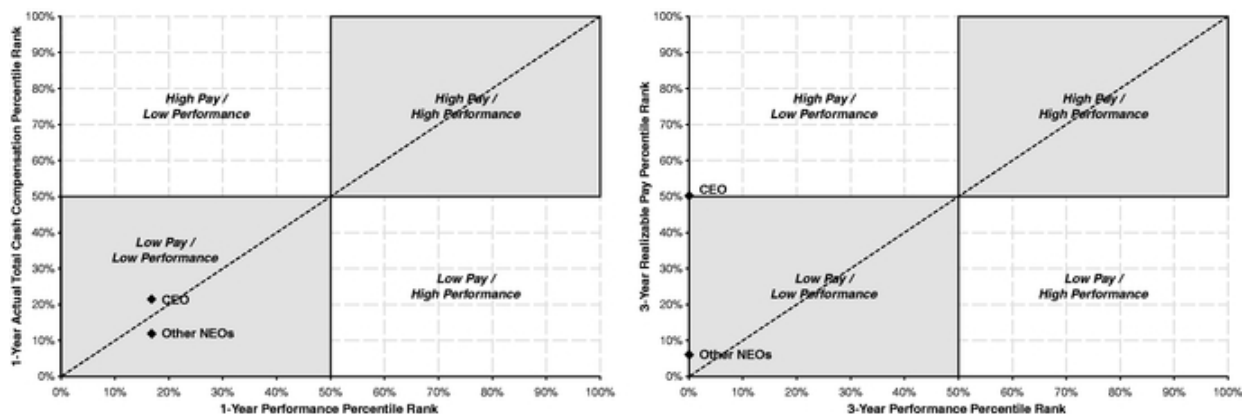 1-Year Actual Total Cash Compensation Percentile Rank
100%
90%
80%
70%
60%
50%
40%
30%
20%
10%
0%
High Pay /
Low Performance
High Pay /
High Performance
Low Pay /
Low Performance
Low Pay /
High Performance
CEO
Other NEOs
0%
10%
20%
30%
40%
50%
60%
70%
80%
90%
100%
1-Year Performance Percentile Rank
3-Year Realizable Pay Percentile Rank
100%
90%
80%
70%
60%
50%
40%
30%
20%
10%
0%
High Pay /
Low Performance
High Pay /
High Performance
CEO
Low Pay /
Low Performance
Low Pay /
High Performance
Other NEOs
0%
10%
20%
30%
40%
50%
60%
70%
80%
90%
100%
3-Year Performance Percentile Rank